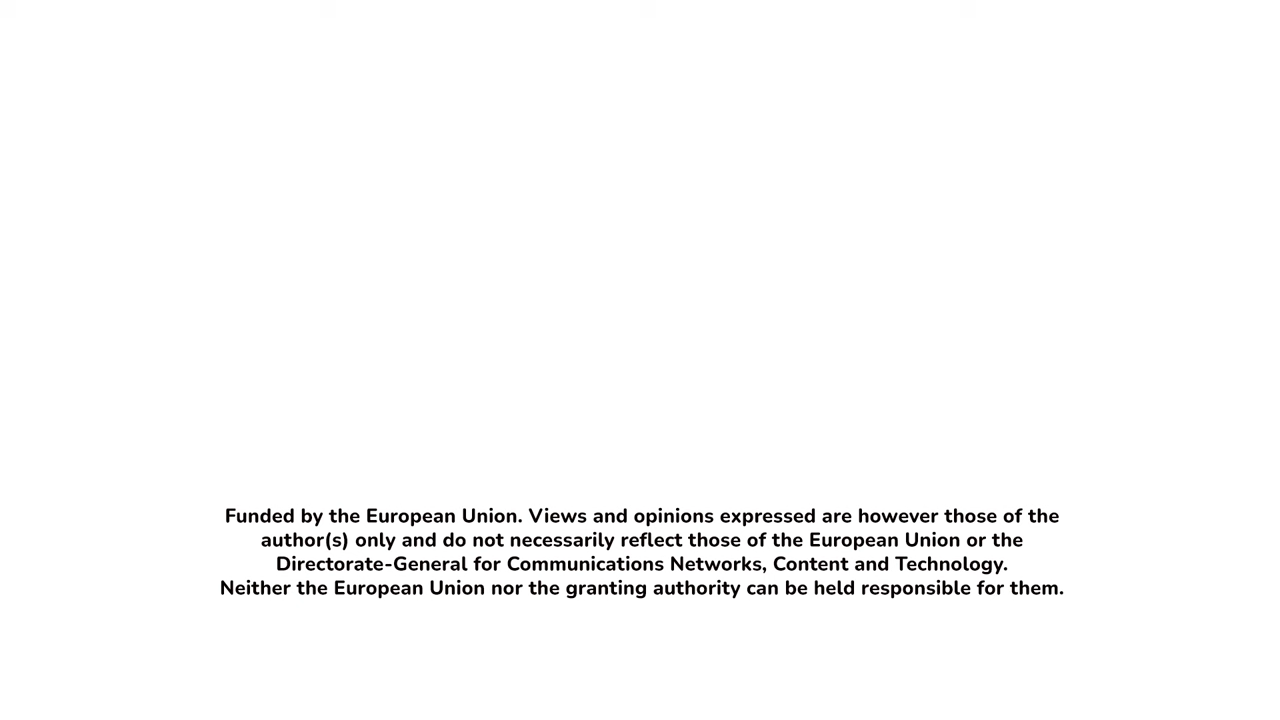 Funded by the European Union. Views and opinions expressed are however those of the
author(s) only and do not necessarily reflect those of the European Union or the
Directorate-General for Communications Networks, Content and Technology.
Neither the European Union nor the granting authority can be held responsible for them.